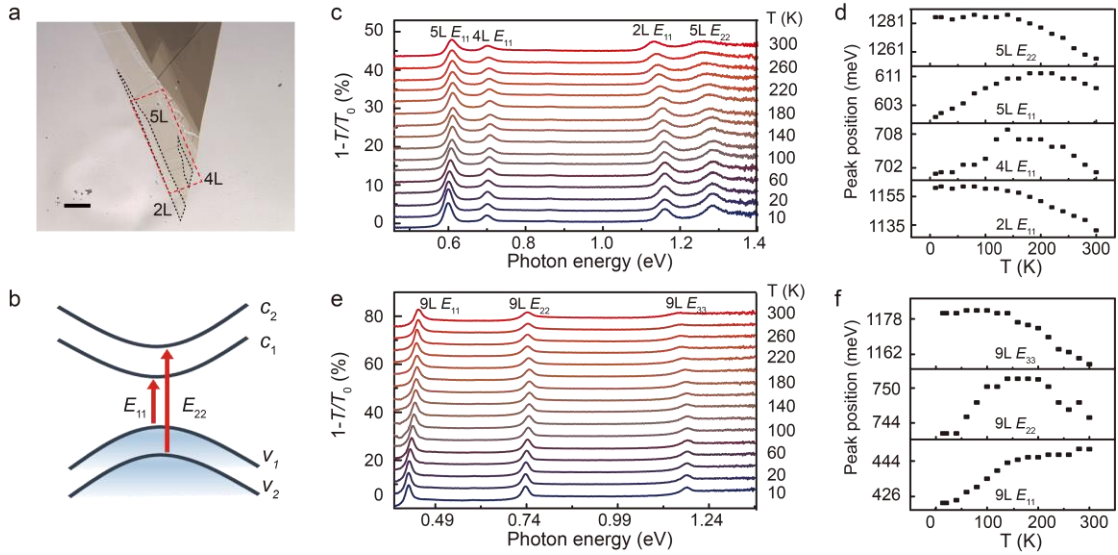 a
5L
4L
2L
b
c₂
c₁
E₁₁
E₂₂
v₁
v₂
c
5L E₁₁ 4L E₁₁ 2L E₁₁ 5L E₂₂ T (K)
1-T/T₀ (%)
50
40
30
20
10
0
300
260
220
180
140
100
60
20
10
0.6 0.8 1.0 1.2 1.4
Photon energy (eV)
d
Peak position (meV)
1281
1261
5L E₂₂
611
603
5L E₁₁
708
702
4L E₁₁
1155
1135
2L E₁₁
0 100 200 300
T (K)
e
9L E₁₁ 9L E₂₂ 9L E₃₃ T (K)
1-T/T₀ (%)
80
60
40
20
0
300
260
220
180
140
100
60
20
10
0.49 0.74 0.99 1.24
Photon energy (eV)
f
Peak position (meV)
1178
1162
9L E₃₃
750
744
9L E₂₂
444
426
9L E₁₁
0 100 200 300
T (K)